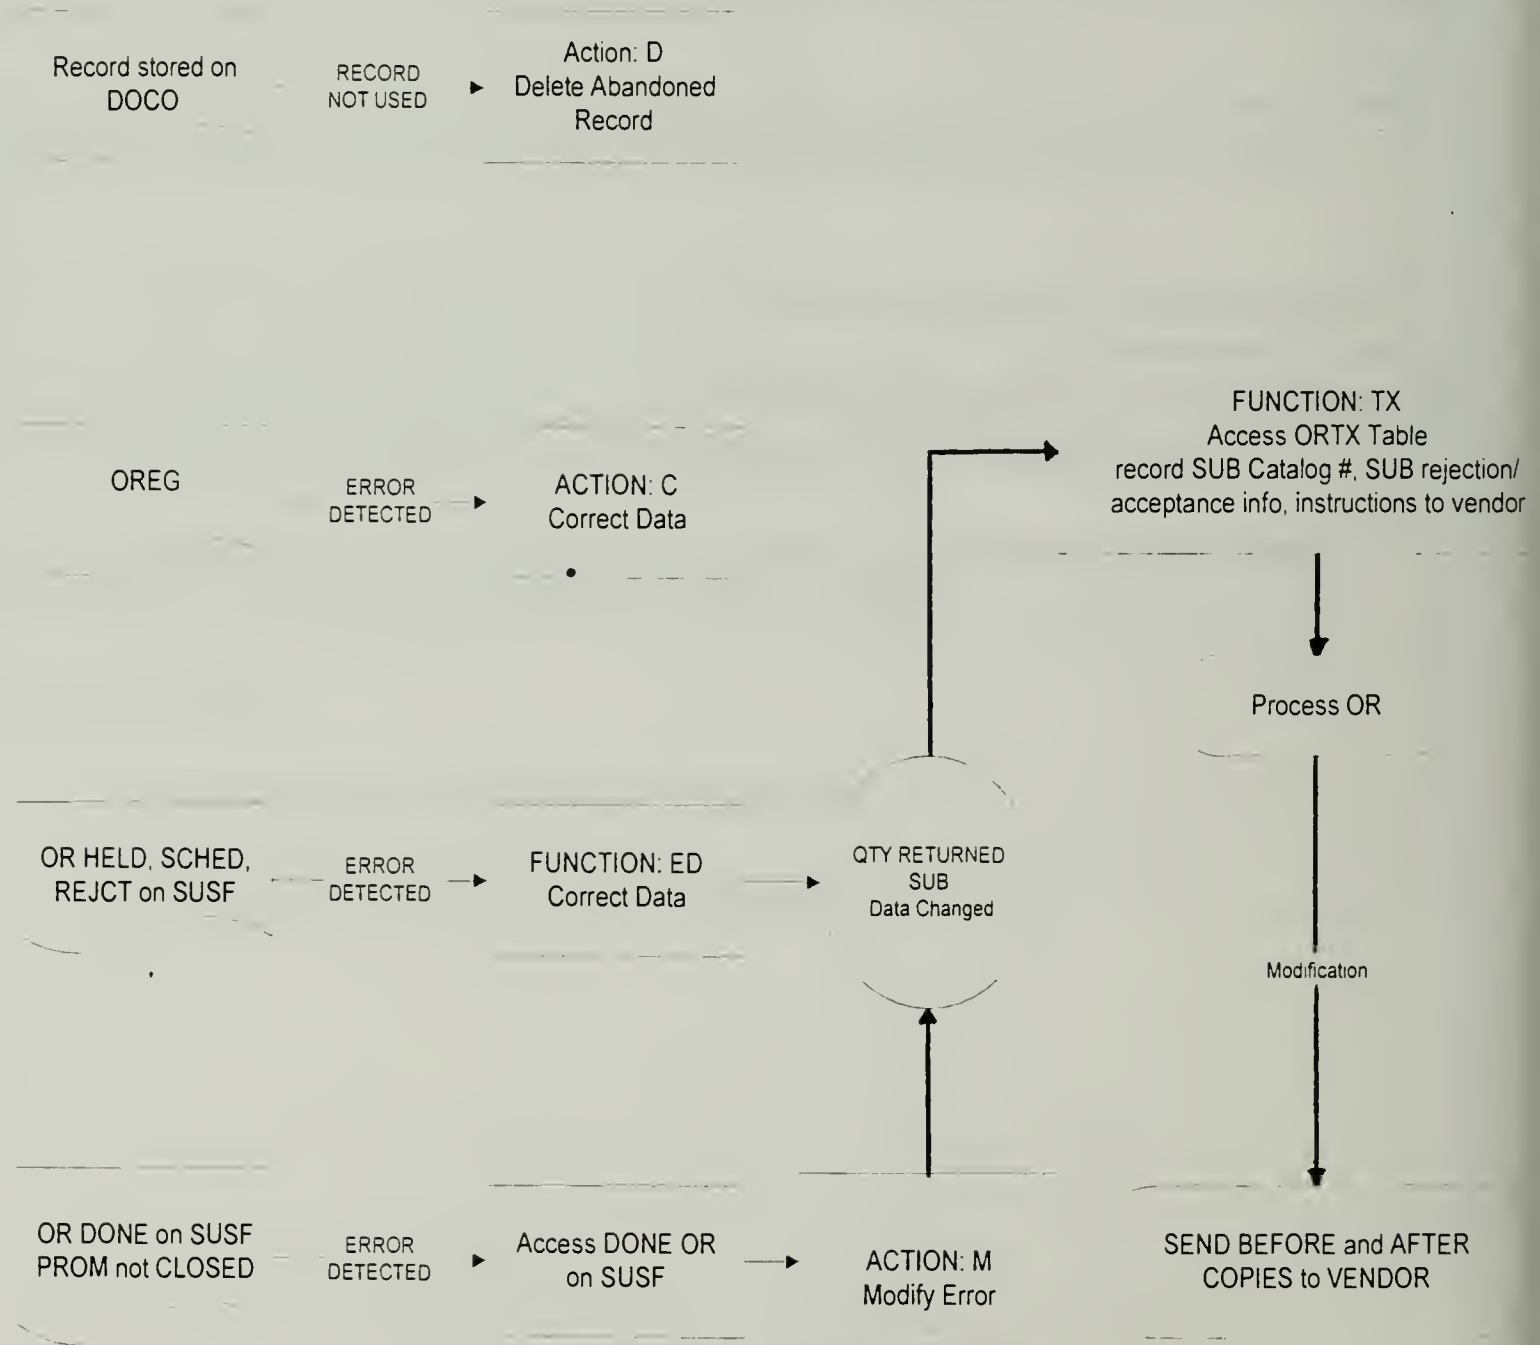 Record stored on
DOCO
RECORD
NOT USED
Action: D
Delete Abandoned
Record
OREG
ERROR
DETECTED
ACTION: C
Correct Data
FUNCTION: TX
Access ORTX Table
record SUB Catalog #, SUB rejection/
acceptance info, instructions to vendor
Process OR
OR HELD, SCHED,
REJCT on SUSF
ERROR
DETECTED
FUNCTION: ED
Correct Data
QTY RETURNED
SUB
Data Changed
Modification
OR DONE on SUSF
PROM not CLOSED
ERROR
DETECTED
Access DONE OR
on SUSF
ACTION: M
Modify Error
SEND BEFORE and AFTER
COPIES to VENDOR